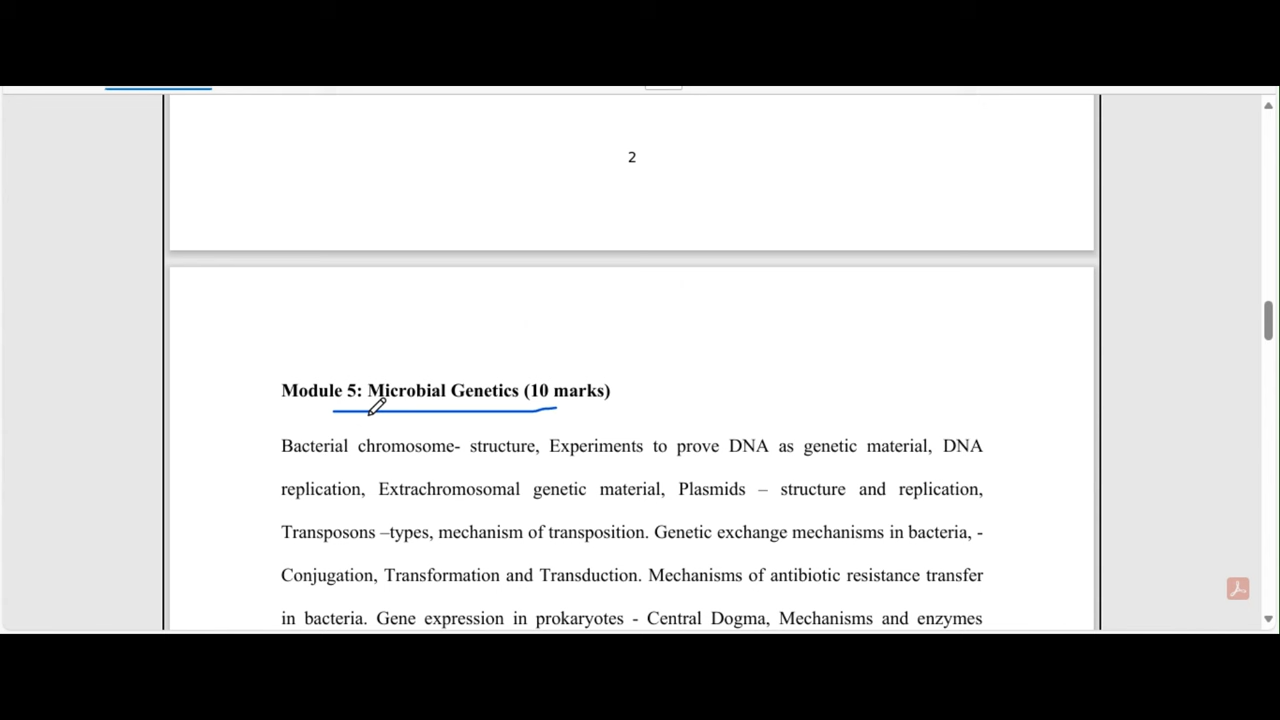 2
Module 5: Microbial Genetics (10 marks)
Bacterial chromosome- structure, Experiments to prove DNA as genetic material, DNA
replication, Extrachromosomal genetic material, Plasmids – structure and replication,
Transposons –types, mechanism of transposition. Genetic exchange mechanisms in bacteria, -
Conjugation, Transformation and Transduction. Mechanisms of antibiotic resistance transfer
in bacteria. Gene expression in prokaryotes - Central Dogma, Mechanisms and enzymes